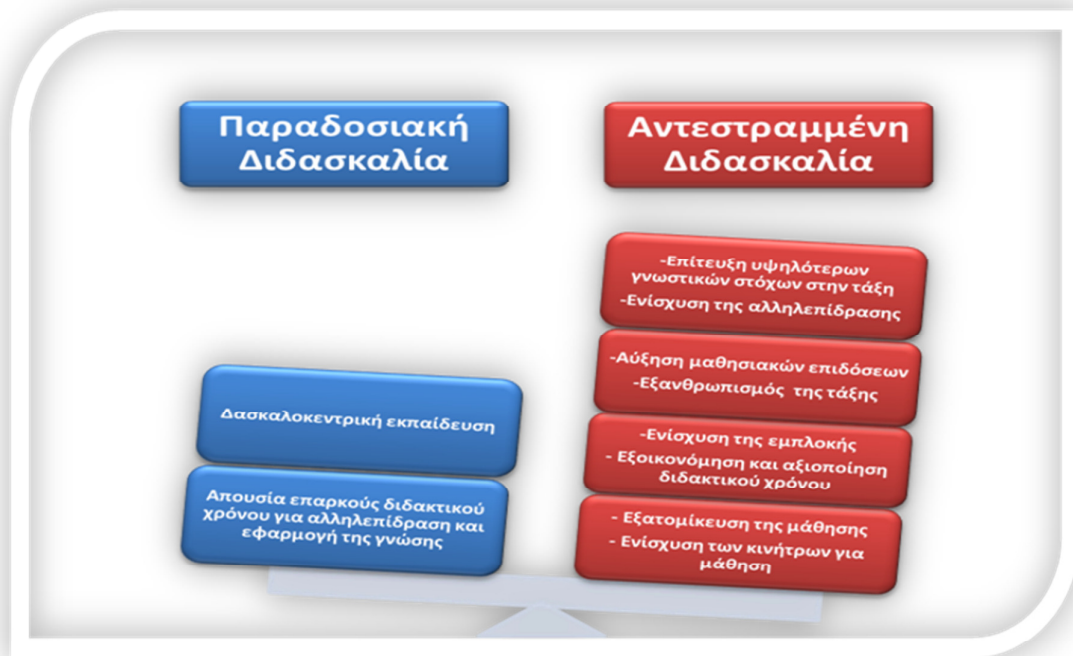 Παραδοσιακή
Διδασκαλία
Αντεστραμμένη
Διδασκαλία
Δασκαλοκεντρική εκπαίδευση
Απουσία επαρκούς διδακτικού
χρόνου για αλληλεπίδραση και
εφαρμογή της γνώσης
-Επίτευξη υψηλότερων
γνωστικών στόχων στην τάξη
-Ενίσχυση της αλληλεπίδρασης
-Αύξηση μαθησιακών επιδόσεων
-Εξανθρωπισμός της τάξης
-Ενίσχυση της εμπλοκής
- Εξοικονόμηση και αξιοποίηση
διδακτικού χρόνου
- Εξατομίκευση της μάθησης
- Ενίσχυση των κινήτρων για
μάθηση